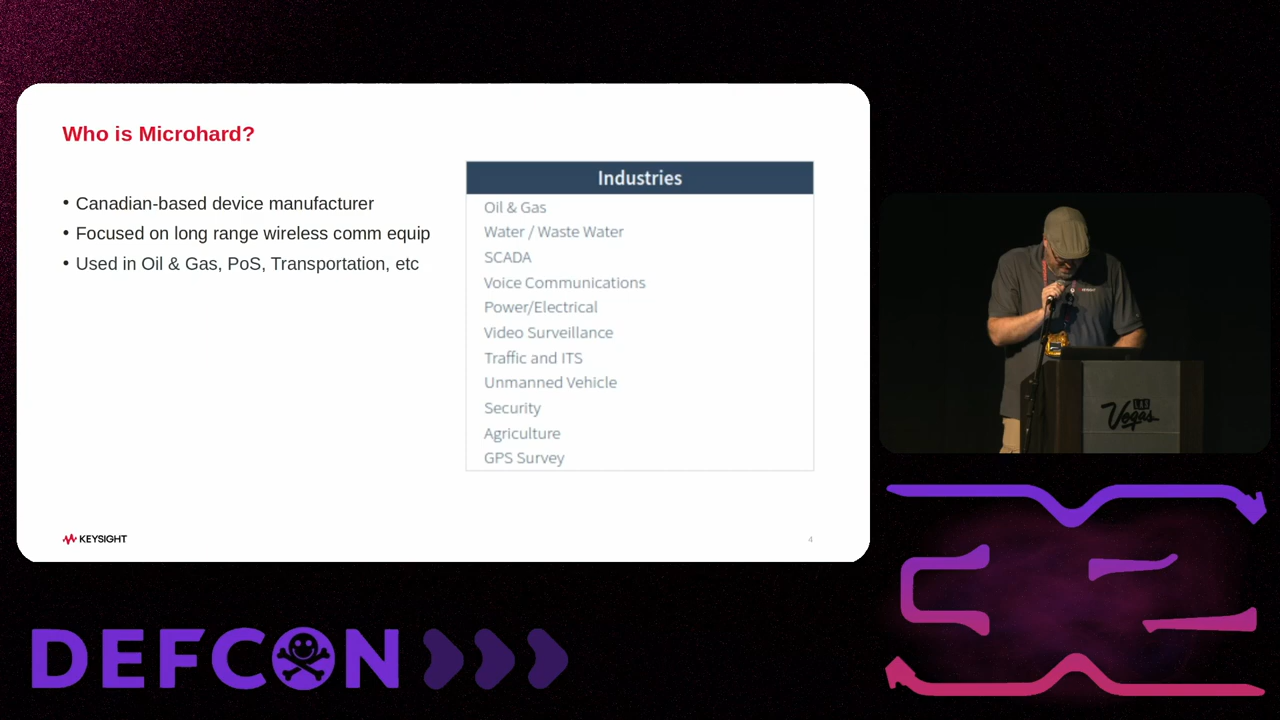 Who is Microhard?
• Canadian-based device manufacturer
• Focused on long range wireless comm equip
• Used in Oil & Gas, PoS, Transportation, etc
Industries
Oil & Gas
Water / Waste Water
SCADA
Voice Communications
Power/Electrical
Video Surveillance
Traffic and ITS
Unmanned Vehicle
Security
Agriculture
GPS Survey
KEYSIGHT
4
LAS
Vegas
DEFCON